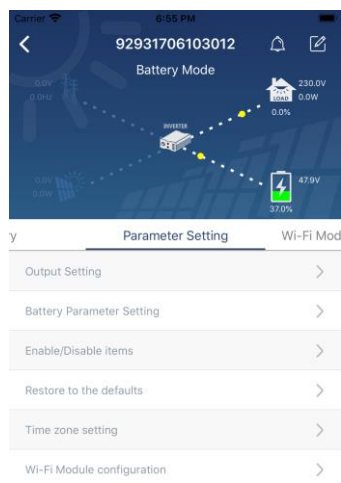 Carrier 6:55 PM
92931706103012
Battery Mode
0.0V
0.0Hz
230.0V
LOAD 0.0W
0.0%
INVERTER
0.0V
0.0W
47.9V
37.0%
y Parameter Setting Wi-Fi Mod
Output Setting
Battery Parameter Setting
Enable/Disable items
Restore to the defaults
Time zone setting
Wi-Fi Module configuration